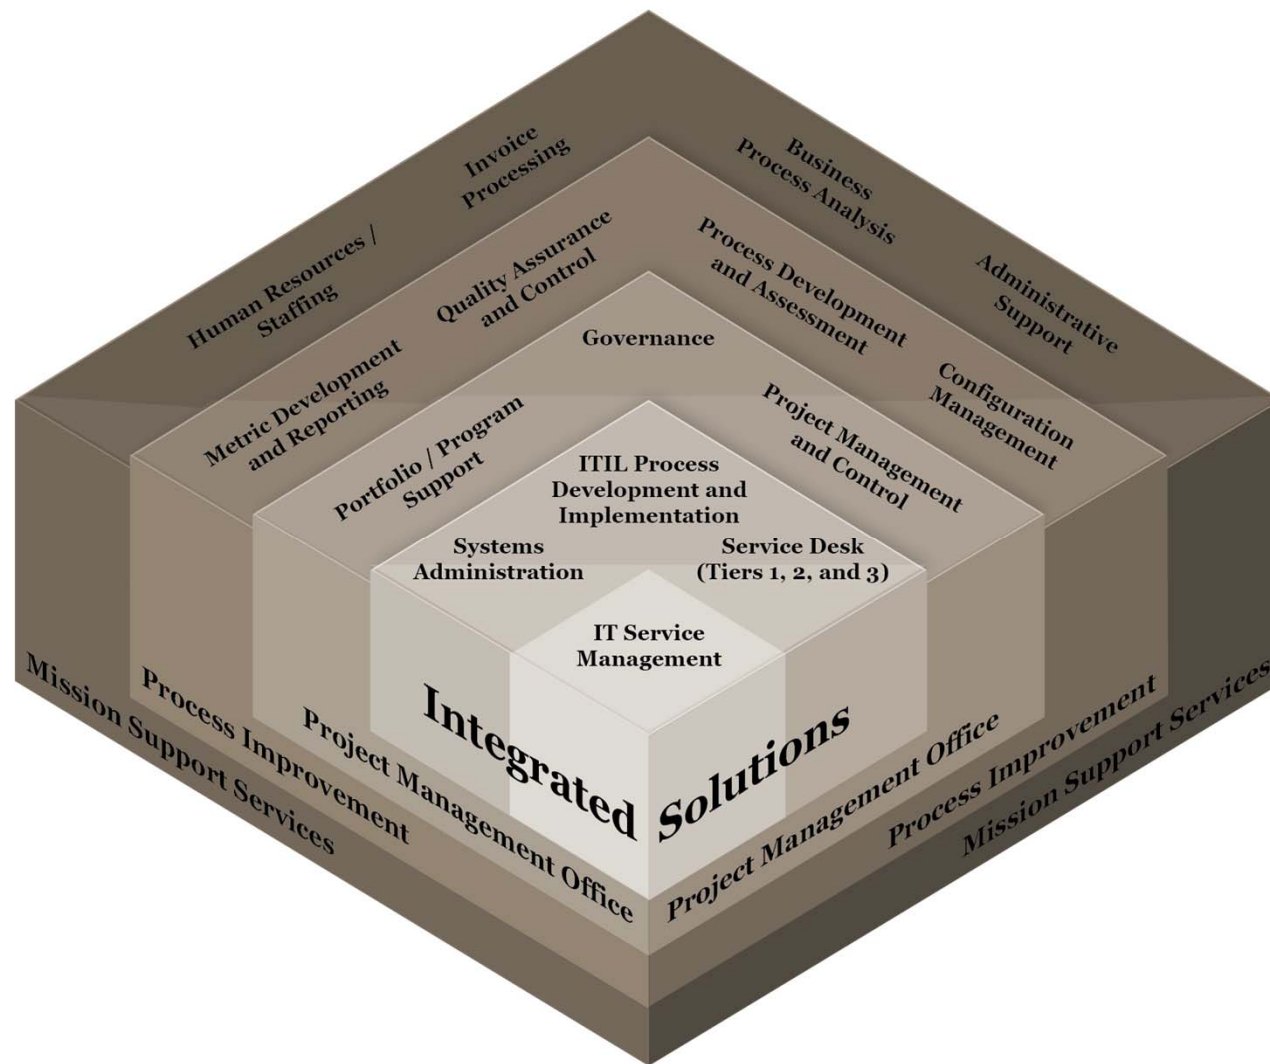 Invoice
Processing
Business
Process Analysis
Human Resources /
Staffing
Administrative
Support
Quality Assurance
and Control
Process Development
and Assessment
Metric Development
and Reporting
Configuration
Management
Governance
Portfolio / Program
Support
Project Management
and Control
ITIL Process
Development and
Implementation
Systems
Administration
Service Desk
(Tiers 1, 2, and 3)
IT Service
Management
Integrated
Solutions
Project Management Office
Project Management Office
Process Improvement
Process Improvement
Mission Support Services
Mission Support Services